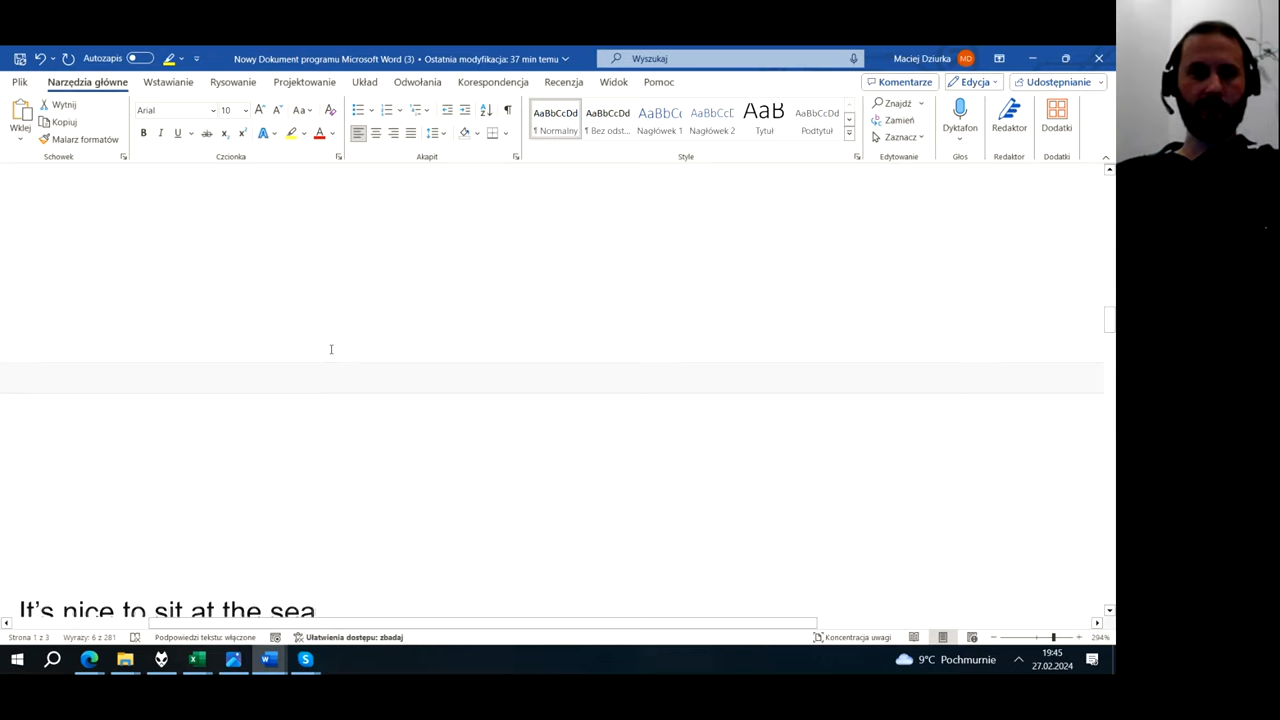 Autozapis
Nowy Dokument programu Microsoft Word (3) • Ostatnia modyfikacja: 37 min temu
Wyszukaj
Maciej Dziurka
MD
Plik
Narzędzia główne
Wstawianie
Rysowanie
Projektowanie
Układ
Odwołania
Korespondencja
Recenzja
Widok
Pomoc
Komentarze
Edycja
Udostępnianie
Wklej
Wytnij
Kopiuj
Malarz formatów
Schowek
Arial
10
Czcionka
Akapit
AaBbCcDd
¶ Normalny
AaBbCcDd
¶ Bez odst...
AaBbCc
Nagłówek 1
AaBbCcD
Nagłówek 2
AaB
Tytuł
AaBbCcDd
Podtytuł
Style
Znajdź
Zamień
Zaznacz
Edytowanie
Dyktafon
Głos
Redaktor
Redaktor
Dodatki
Dodatki
It's nice to sit at the sea
Strona 1 z 3
Wyrazy: 6 z 281
Podpowiedzi tekstu: włączone
Ułatwienia dostępu: zbadaj
Koncentracja uwagi
294%
9°C Pochmurnie
19:45
27.02.2024